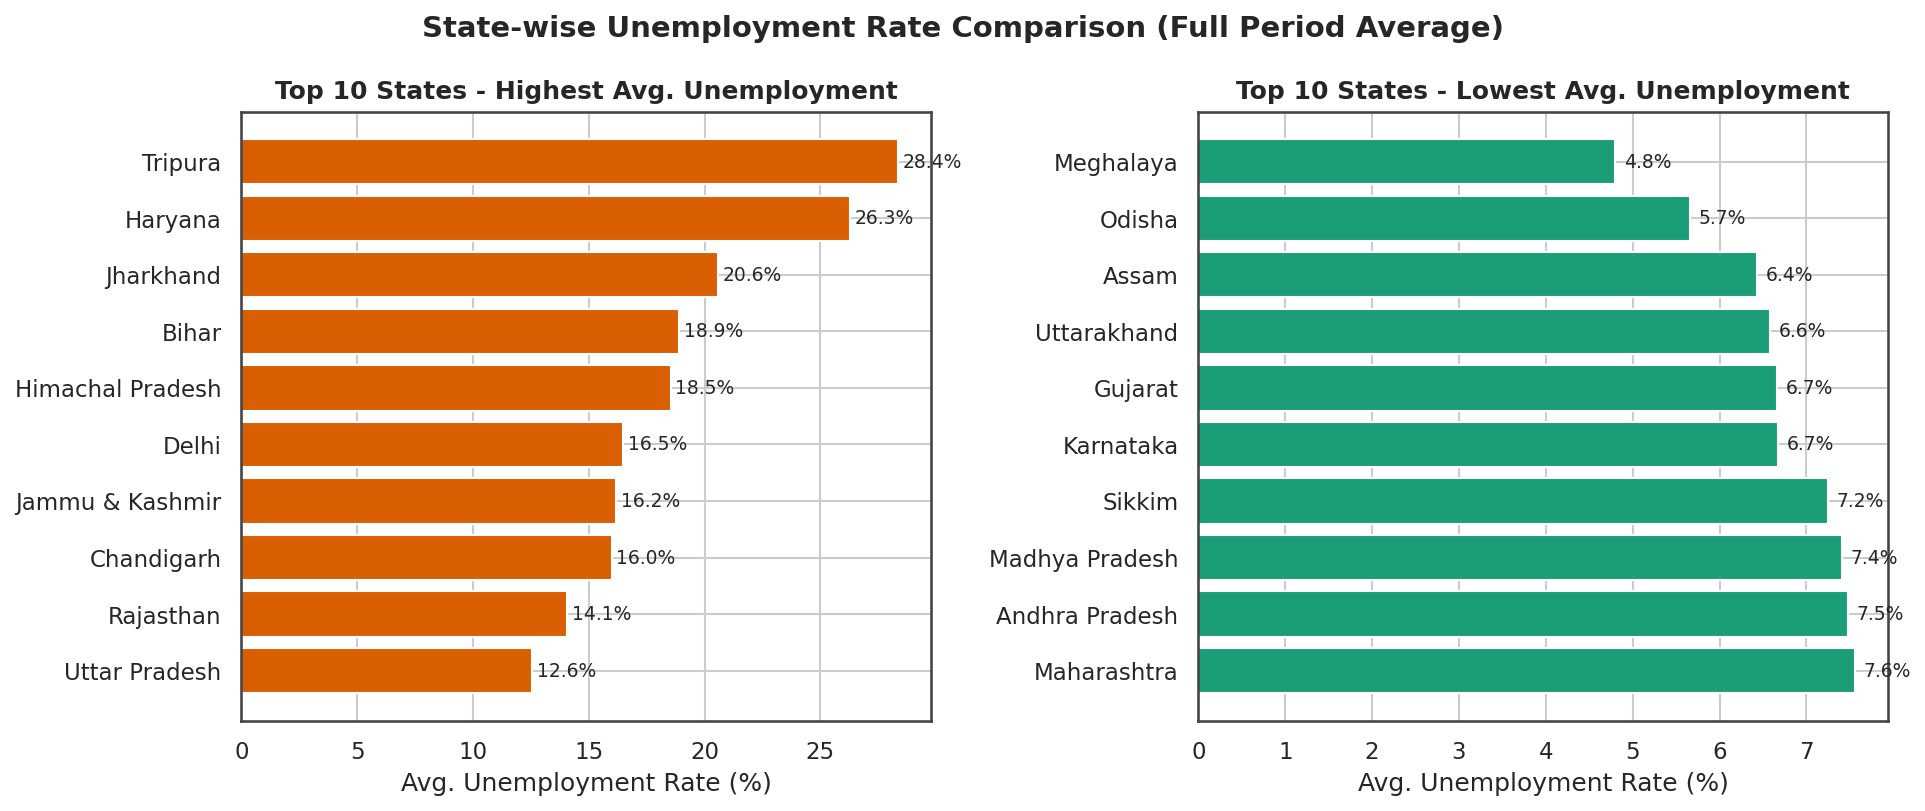 State-wise Unemployment Rate Comparison (Full Period Average)
Top 10 States - Highest Avg. Unemployment
Tripura 28.4%
Haryana 26.3%
Jharkhand 20.6%
Bihar 18.9%
Himachal Pradesh 18.5%
Delhi 16.5%
Jammu & Kashmir 16.2%
Chandigarh 16.0%
Rajasthan 14.1%
Uttar Pradesh 12.6%
0 5 10 15 20 25
Avg. Unemployment Rate (%)
Top 10 States - Lowest Avg. Unemployment
Meghalaya 4.8%
Odisha 5.7%
Assam 6.4%
Uttarakhand 6.6%
Gujarat 6.7%
Karnataka 6.7%
Sikkim 7.2%
Madhya Pradesh 7.4%
Andhra Pradesh 7.5%
Maharashtra 7.6%
0 1 2 3 4 5 6 7
Avg. Unemployment Rate (%)